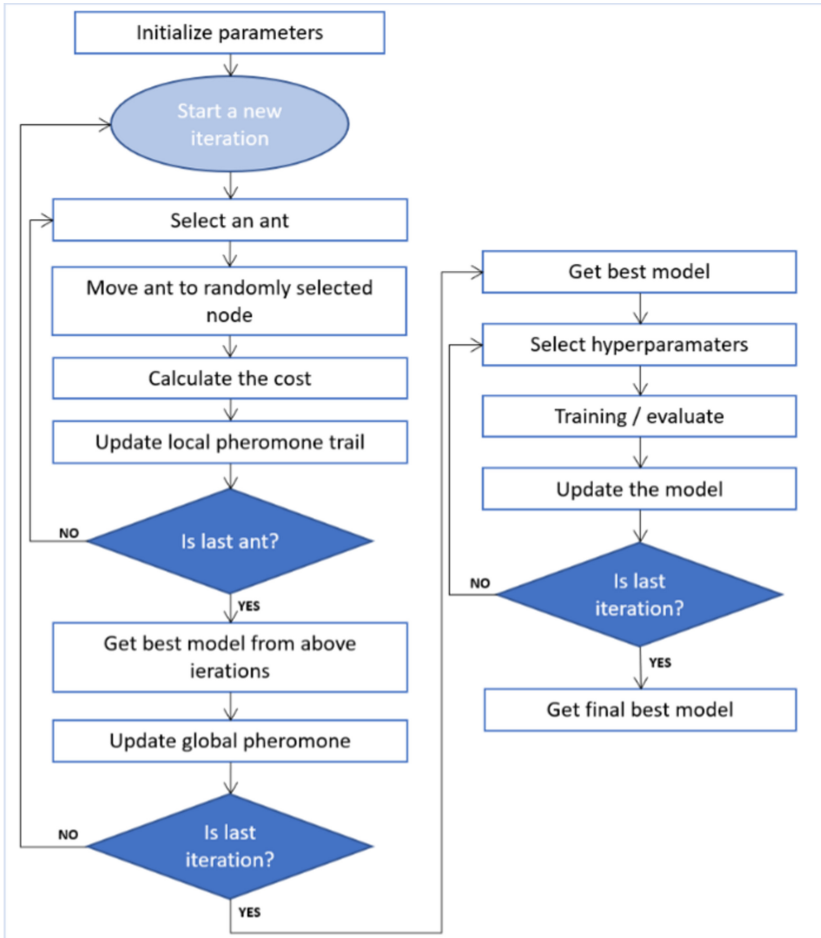 Initialize parameters
Start a new
iteration
Select an ant
Move ant to randomly selected
node
Calculate the cost
Update local pheromone trail
Is last ant?
NO
YES
Get best model from above
ierations
Update global pheromone
Is last
iteration?
NO
YES
Get best model
Select hyperparamaters
Training / evaluate
Update the model
Is last
iteration?
NO
YES
Get final best model